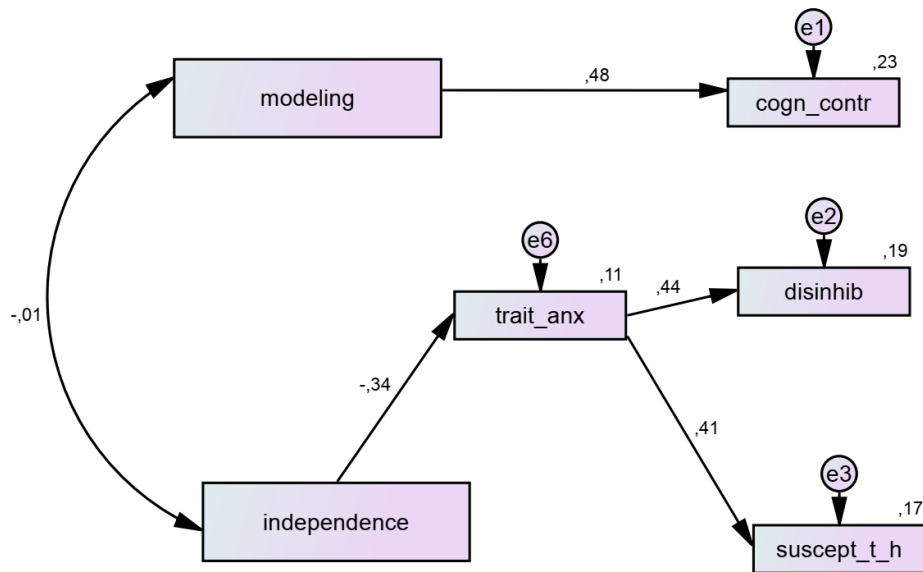 e1
,23
,48
modeling
cogn_contr
e2
e6
,19
,11
,44
disinhib
trait_anx
-,01
-,34
,41
e3
independence
,17
suscept_t_h